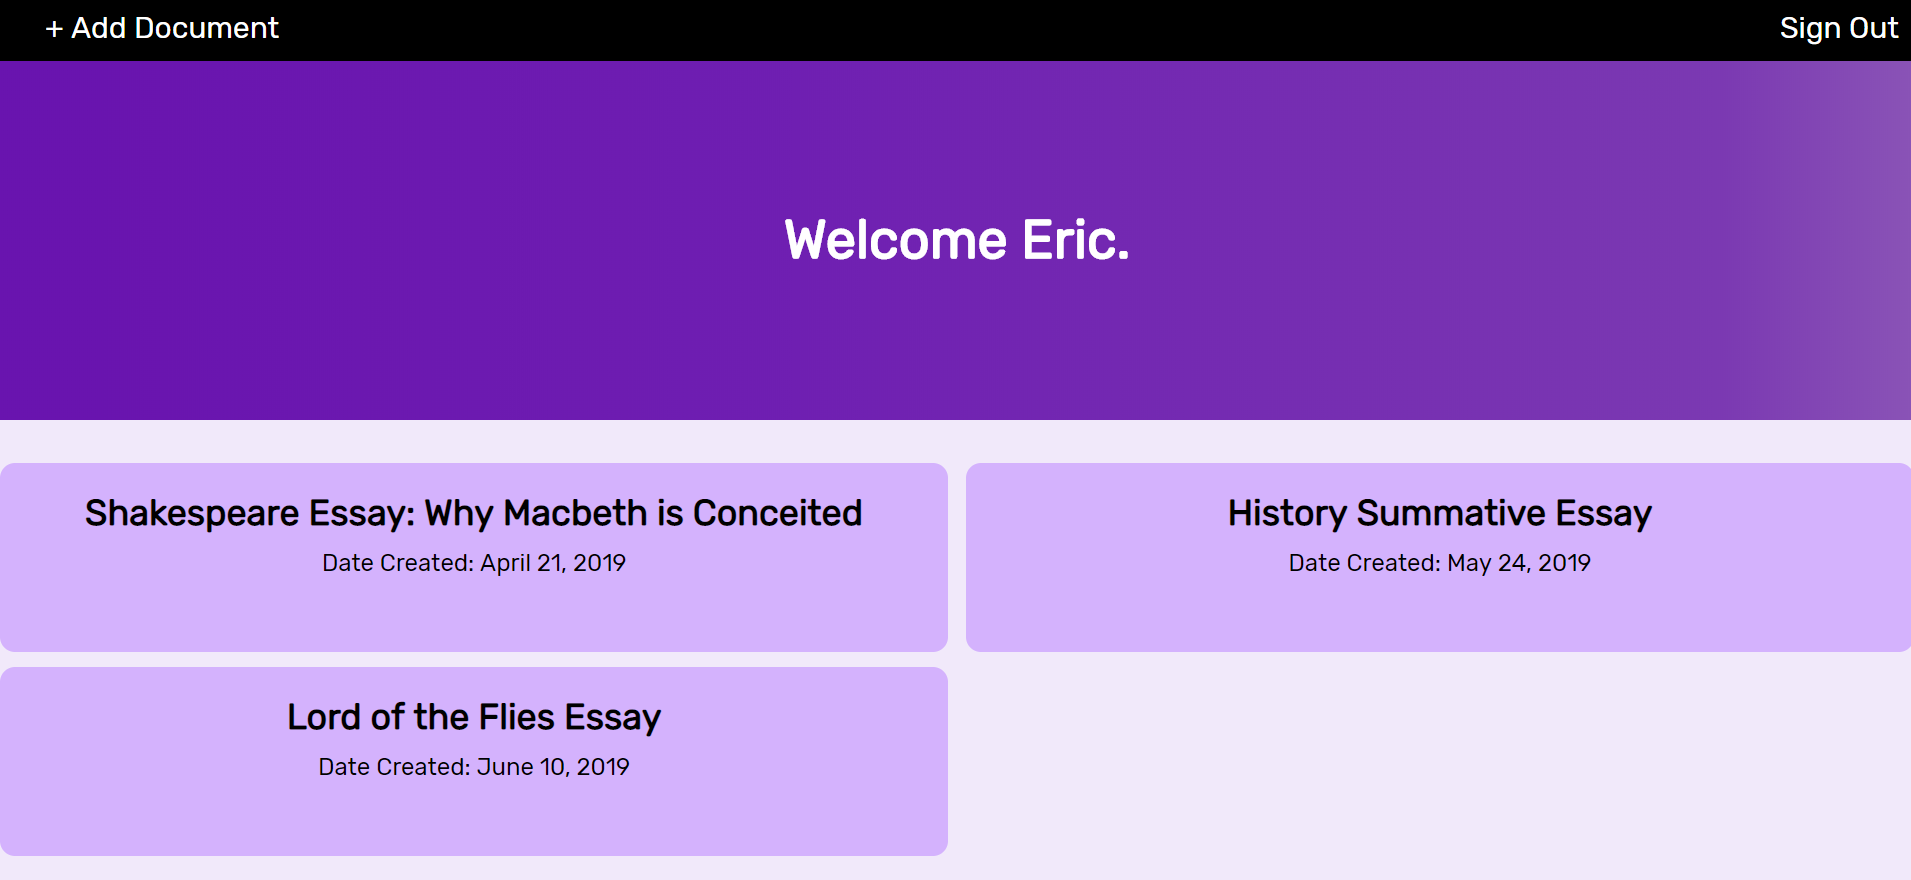 + Add Document
Sign Out
Welcome Eric.
Shakespeare Essay: Why Macbeth is Conceited
Date Created: April 21, 2019
History Summative Essay
Date Created: May 24, 2019
Lord of the Flies Essay
Date Created: June 10, 2019